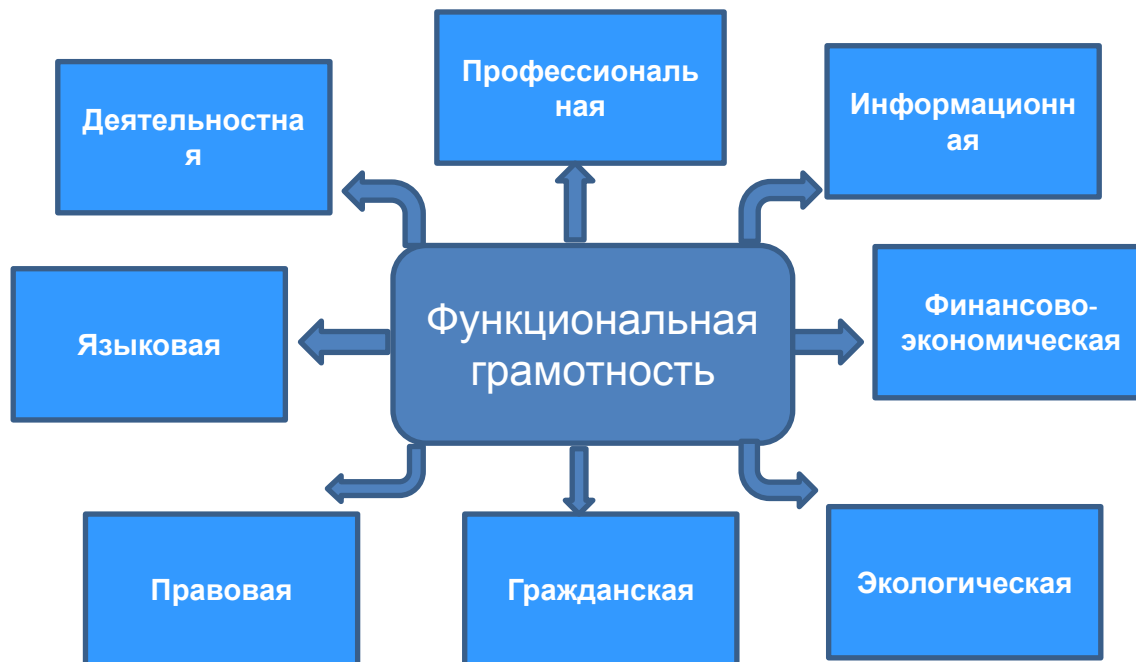 Профессиональ
ная
Деятельностна
я
Информационн
ая
Языковая
Функциональная
грамотность
Финансово-
экономическая
Правовая
Гражданская
Экологическая